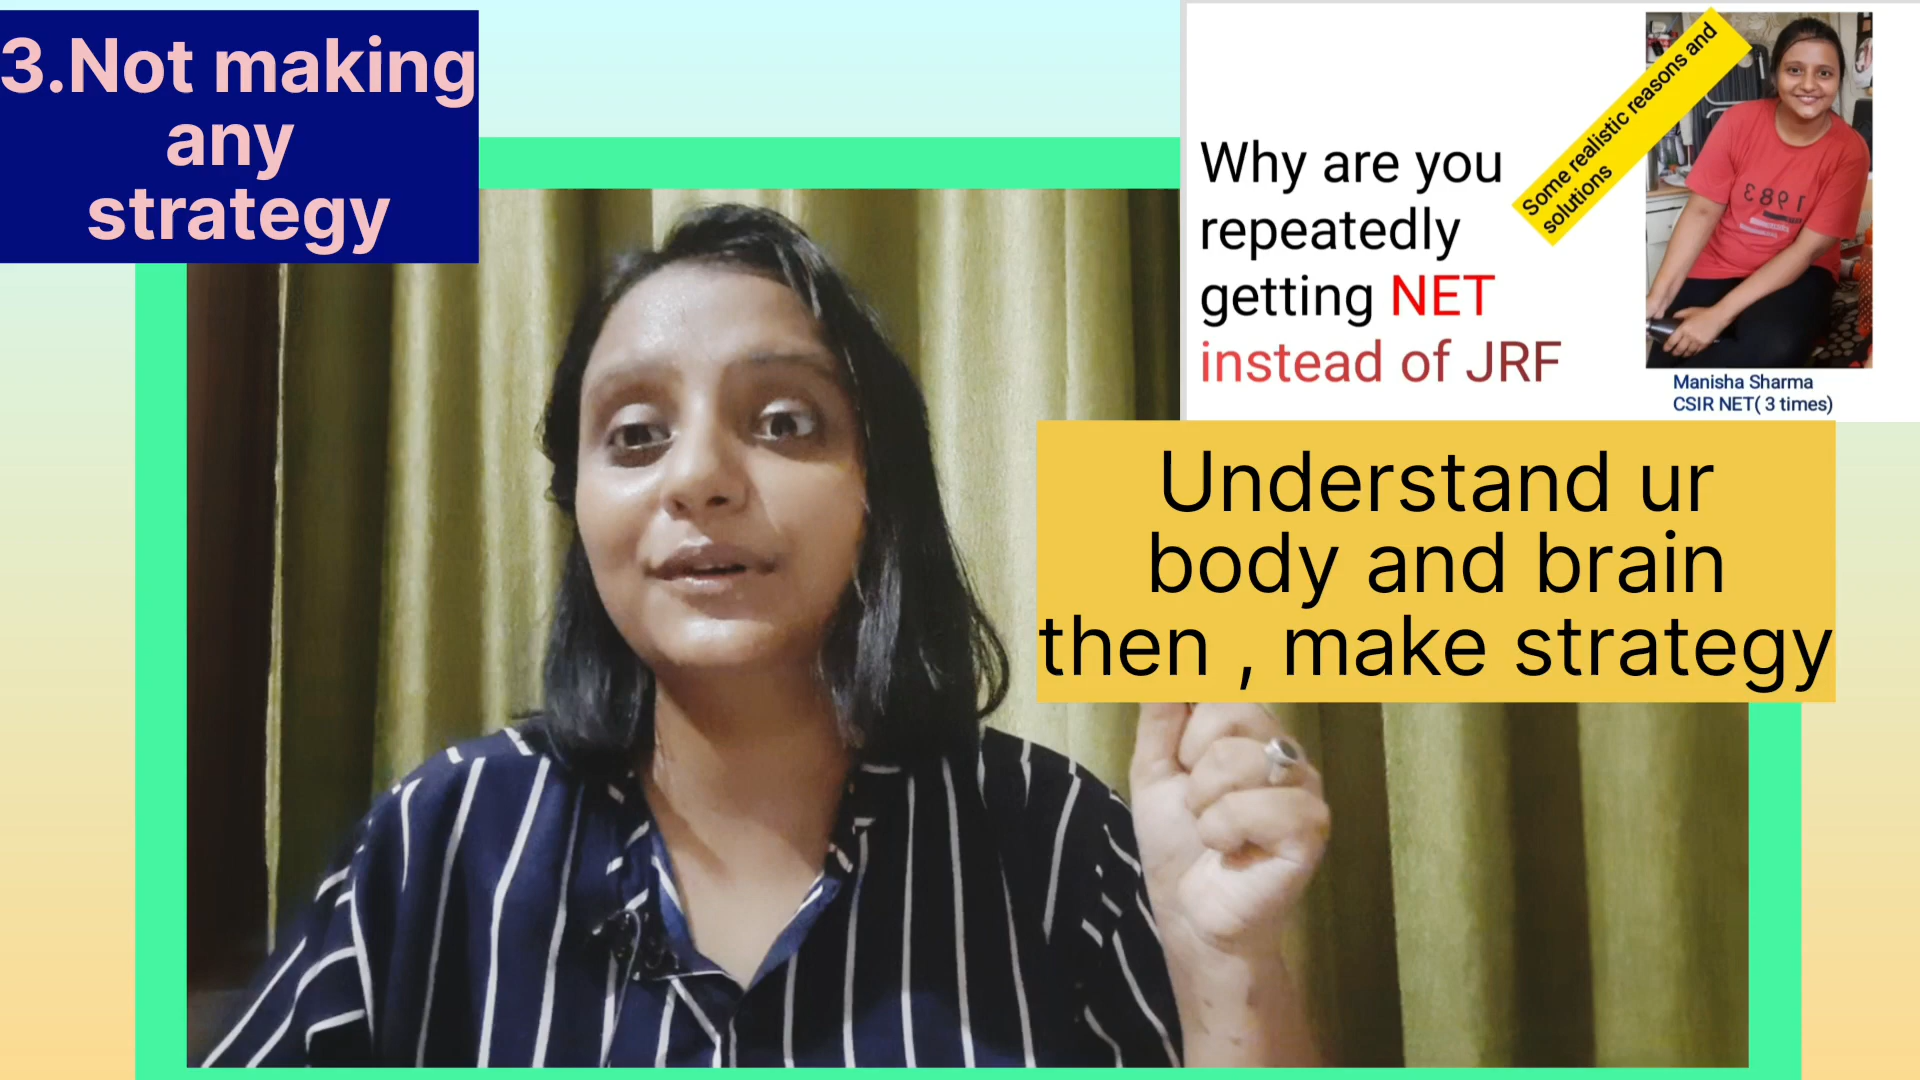 3.Not making
any
strategy
Why are you
repeatedly
getting NET
instead of JRF
Some realistic reasons and
solutions
1983
Manisha Sharma
CSIR NET( 3 times)
Understand ur
body and brain
then , make strategy